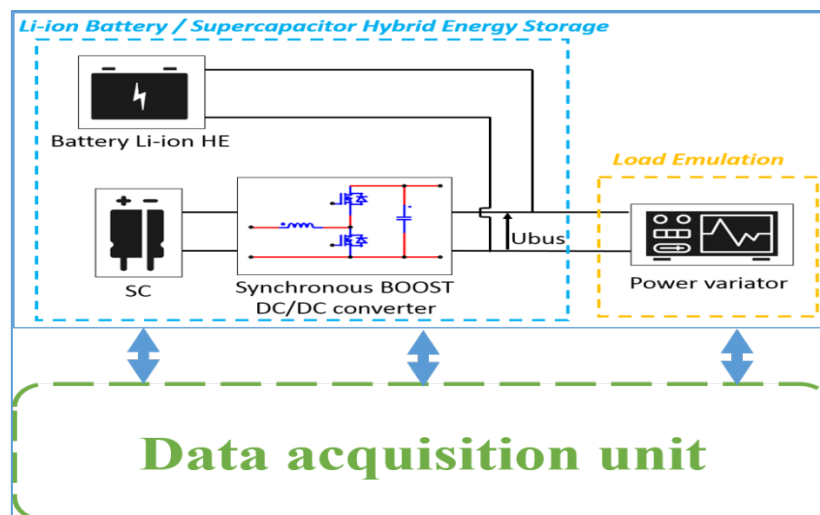 Li-ion Battery / Supercapacitor Hybrid Energy Storage
Battery Li-ion HE
Load Emulation
+ -
Ubus
SC
Synchronous BOOST
DC/DC converter
Power variator
Data acquisition unit